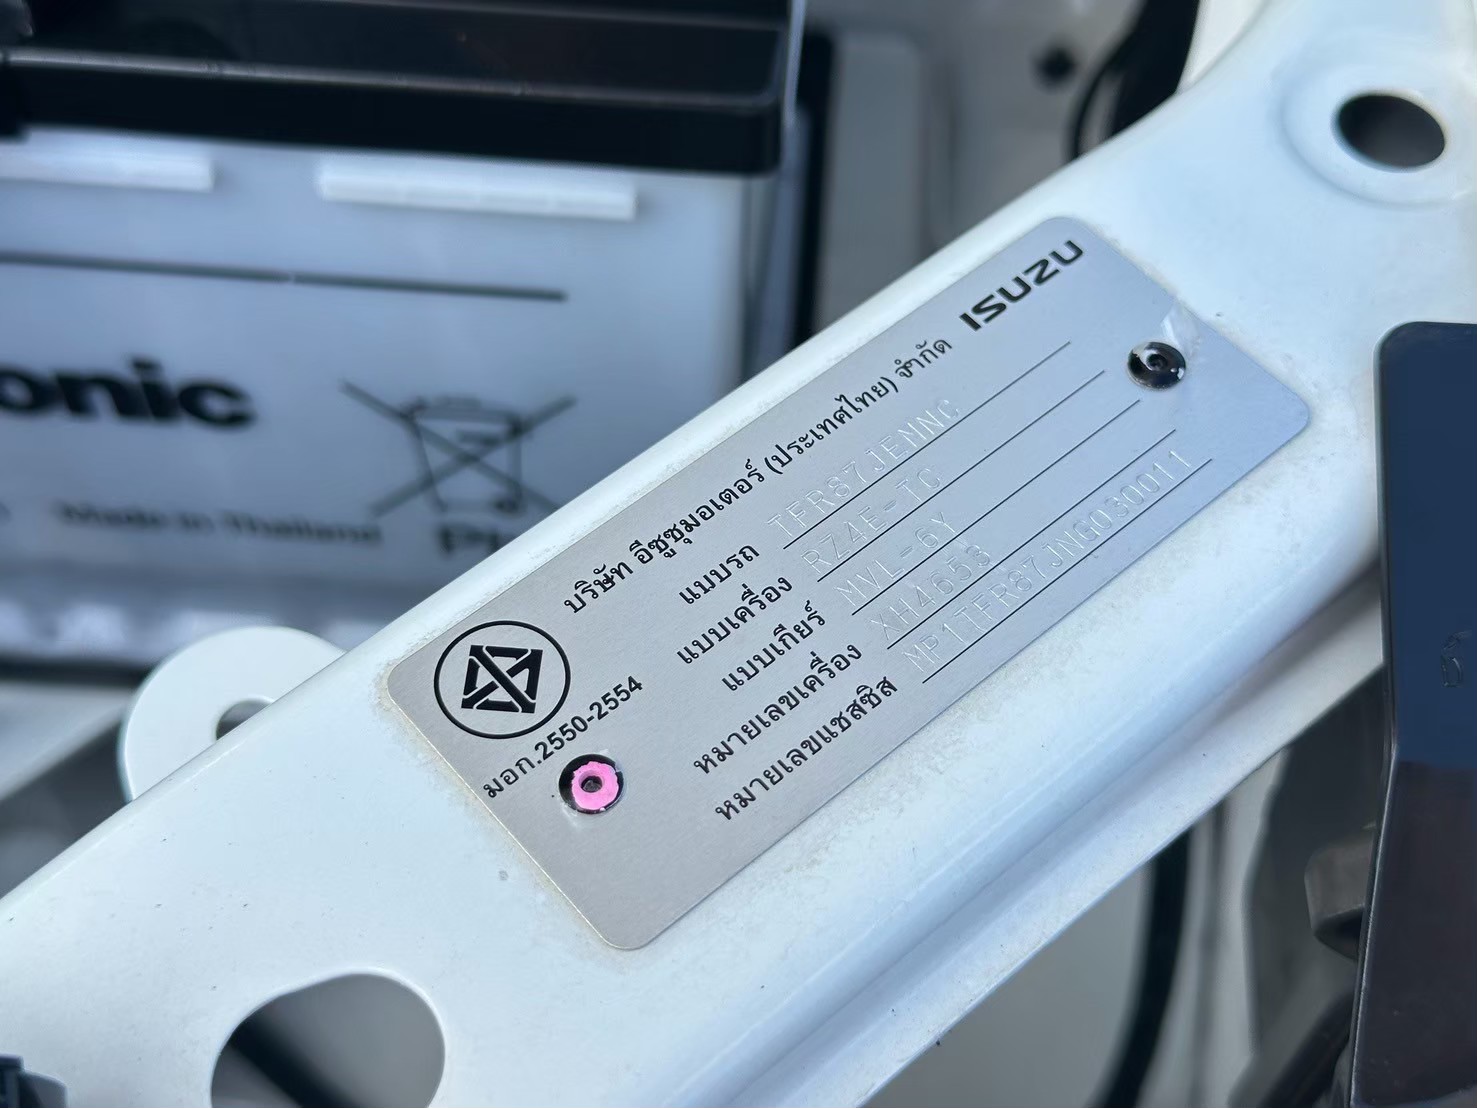 onic
Made in Thailand
บริษัท อีซูซุมอเตอร์ (ประเทศไทย) จำกัด ISUZU
แบบรถ TFR87JEMNNC
แบบเครื่อง RZ4E-TC
แบบเกียร์ MVL-6Y
หมายเลขเครื่อง XH4653
หมายเลขแชสซิส MP1TFR87JNG030011
มอก.2550-2554